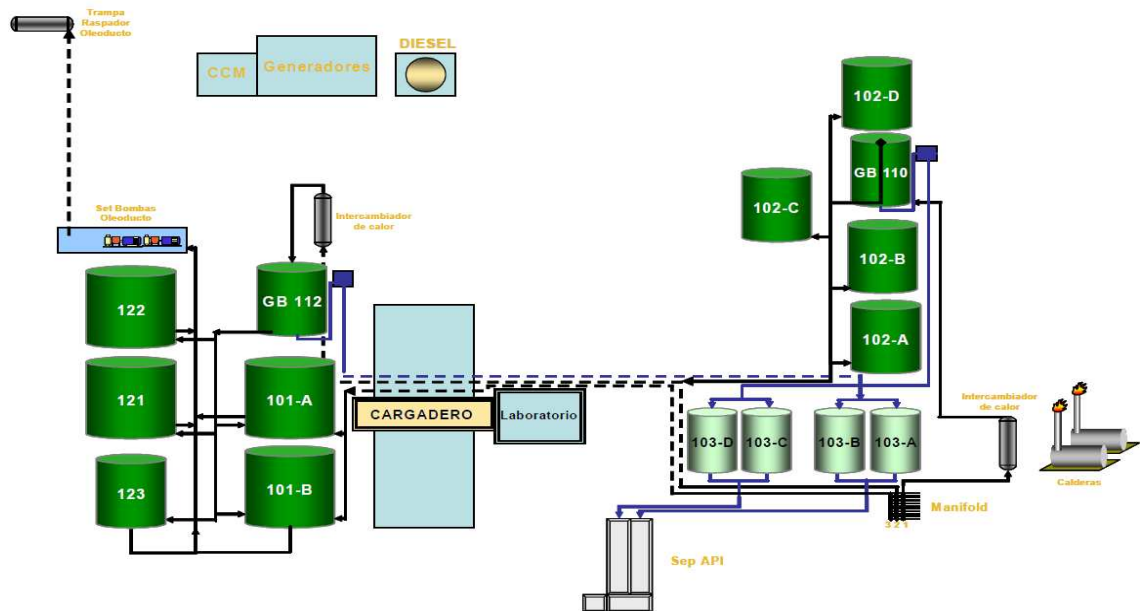 Trampa
Raspador
Oleoducto
DIESEL
CCM
Generadores
102-D
GB 110
102-C
Set Bombas
Oleoducto
Intercambiador
de calor
102-B
GB 112
122
102-A
121
101-A
CARGADERO
Laboratorio
Intercambiador
de calor
103-D
103-C
103-B
103-A
123
101-B
Calderas
Manifold
3 2 1
Sep API